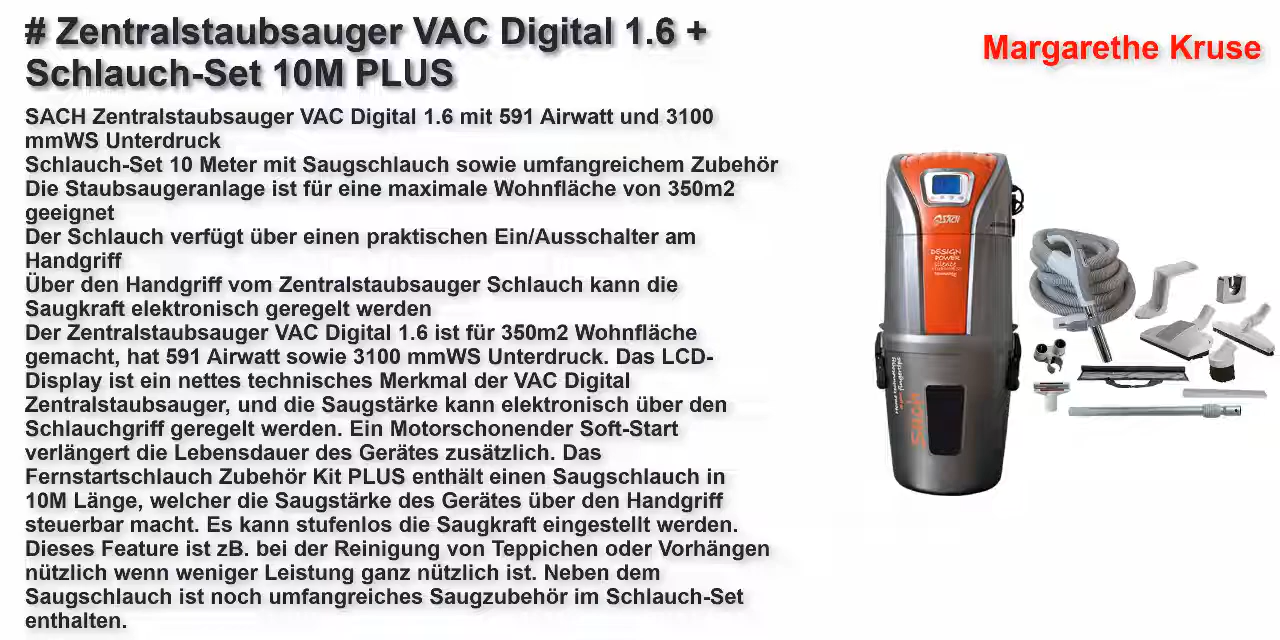 # Zentralstaubsauger VAC Digital 1.6 +
Schlauch-Set 10M PLUS
Margarethe Kruse
SACH Zentralstaubsauger VAC Digital 1.6 mit 591 Airwatt und 3100
mmWS Unterdruck
Schlauch-Set 10 Meter mit Saugschlauch sowie umfangreichem Zubehör
Die Staubsaugeranlage ist für eine maximale Wohnfläche von 350m2
geeignet
Der Schlauch verfügt über einen praktischen Ein/Ausschalter am
Handgriff
Über den Handgriff vom Zentralstaubsauger Schlauch kann die
Saugkraft elektronisch geregelt werden
Der Zentralstaubsauger VAC Digital 1.6 ist für 350m2 Wohnfläche
gemacht, hat 591 Airwatt sowie 3100 mmWS Unterdruck. Das LCD-
Display ist ein nettes technisches Merkmal der VAC Digital
Zentralstaubsauger, und die Saugstärke kann elektronisch über den
Schlauchgriff geregelt werden. Ein Motorschonender Soft-Start
verlängert die Lebensdauer des Gerätes zusätzlich. Das
Fernstartschlauch Zubehör Kit PLUS enthält einen Saugschlauch in
10M Länge, welcher die Saugstärke des Gerätes über den Handgriff
steuerbar macht. Es kann stufenlos die Saugkraft eingestellt werden.
Dieses Feature ist zB. bei der Reinigung von Teppichen oder Vorhängen
nützlich wenn weniger Leistung ganz nützlich ist. Neben dem
Saugschlauch ist noch umfangreiches Saugzubehör im Schlauch-Set
enthalten.
SACH
DESIGN
POWER
silence
Sach